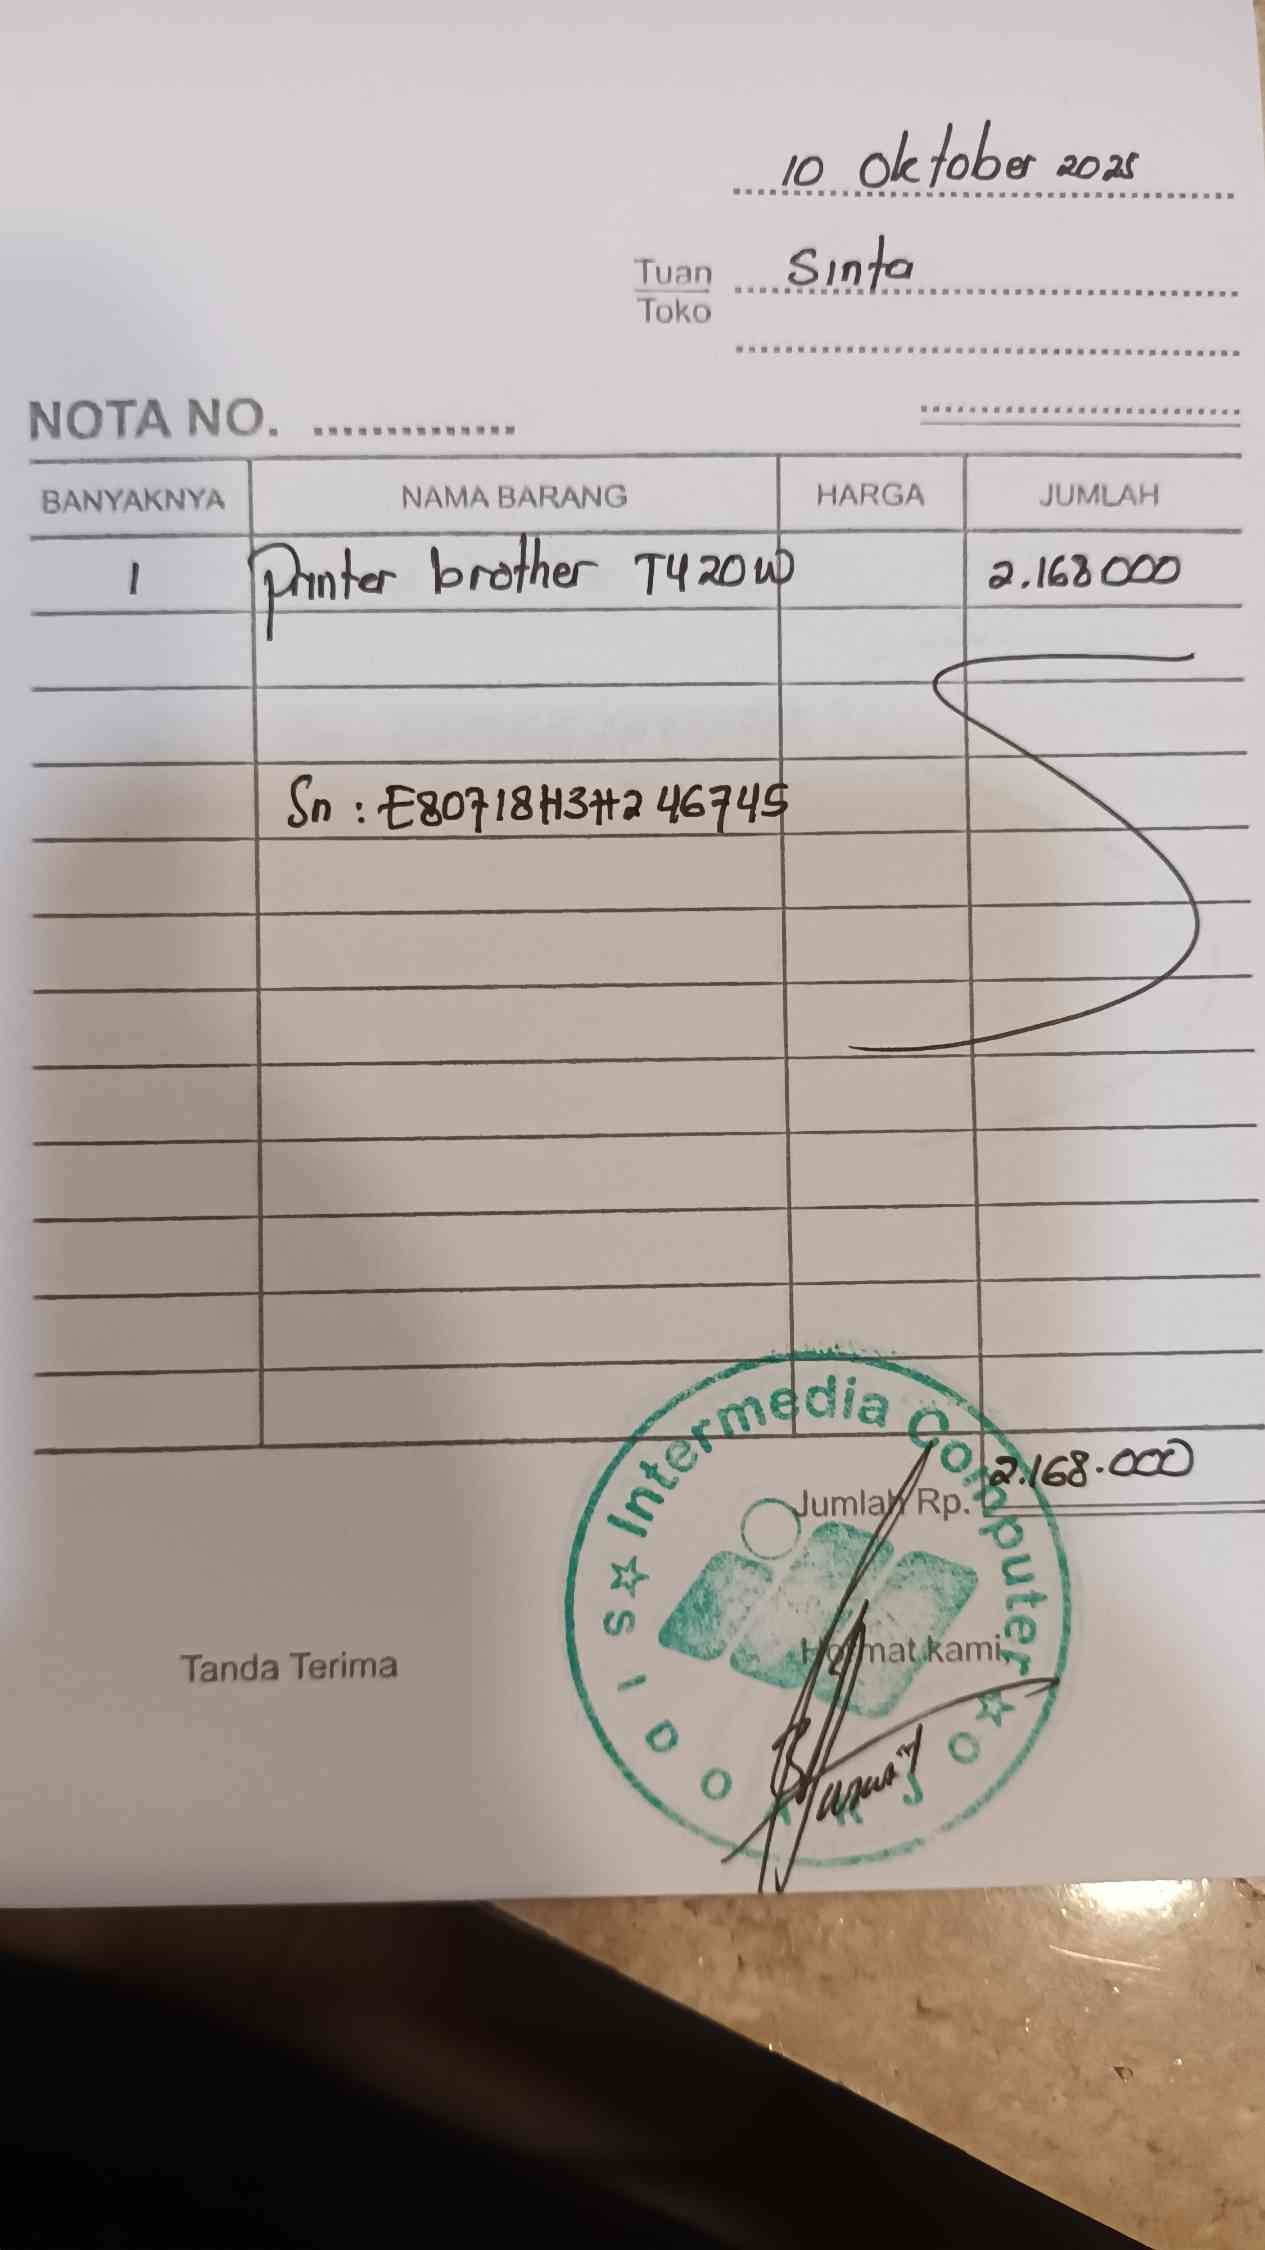 10 Oktober 2025
Tuan Sinta
Toko
NOTA NO.
BANYAKNYA NAMA BARANG HARGA JUMLAH
1 Printer brother T420W 2.168000
Sn : E80718H3H246745
Jumlah Rp. 2.168.000
Tanda Terima
Hormat kami,
Intermedia Computer
SIDOARJO